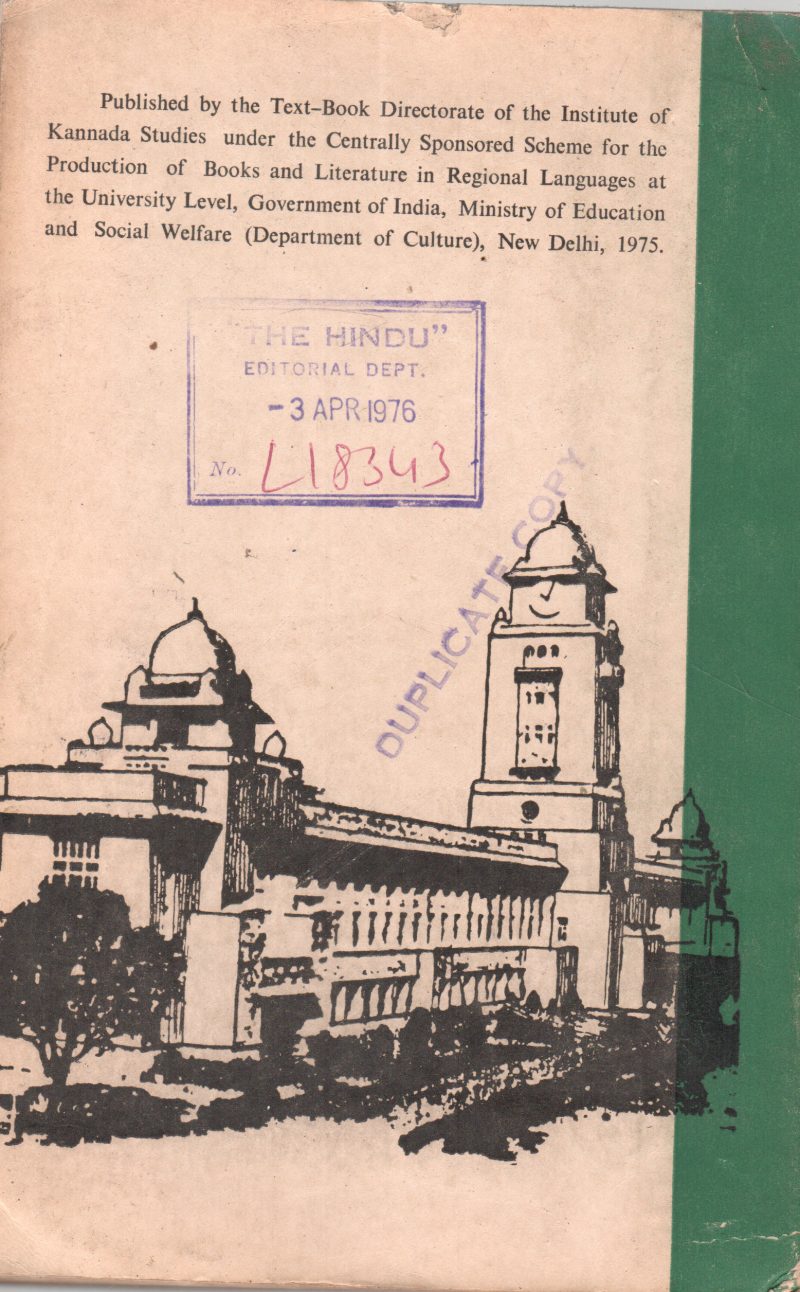 Published by the Text-Book Directorate of the Institute of
Kannada Studies under the Centrally Sponsored Scheme for the
Production of Books and Literature in Regional Languages at
the University Level, Government of India, Ministry of Education
and Social Welfare (Department of Culture), New Delhi, 1975.
"THE HINDU"
EDITORIAL DEPT.
-3 APR 1976
No. L18343
DUPLICATE COPY